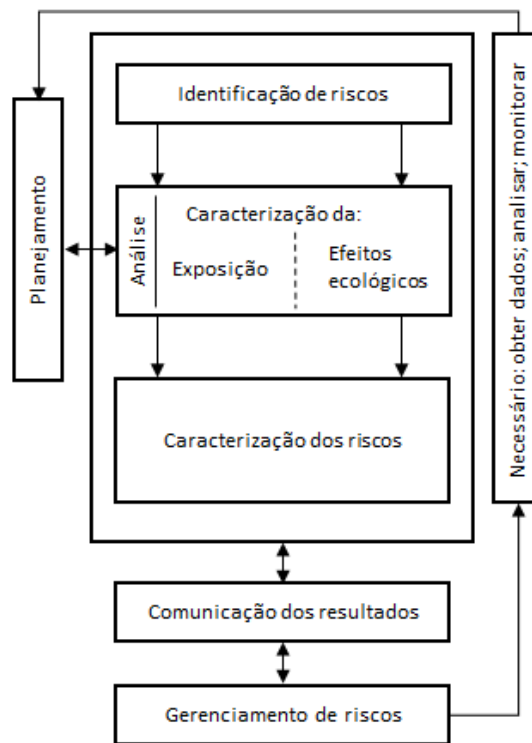 Identificação de riscos
Planejamento
Análise
Caracterização da:
Exposição
Efeitos
ecológicos
Caracterização dos riscos
Necessário: obter dados; analisar; monitorar
Comunicação dos resultados
Gerenciamento de riscos